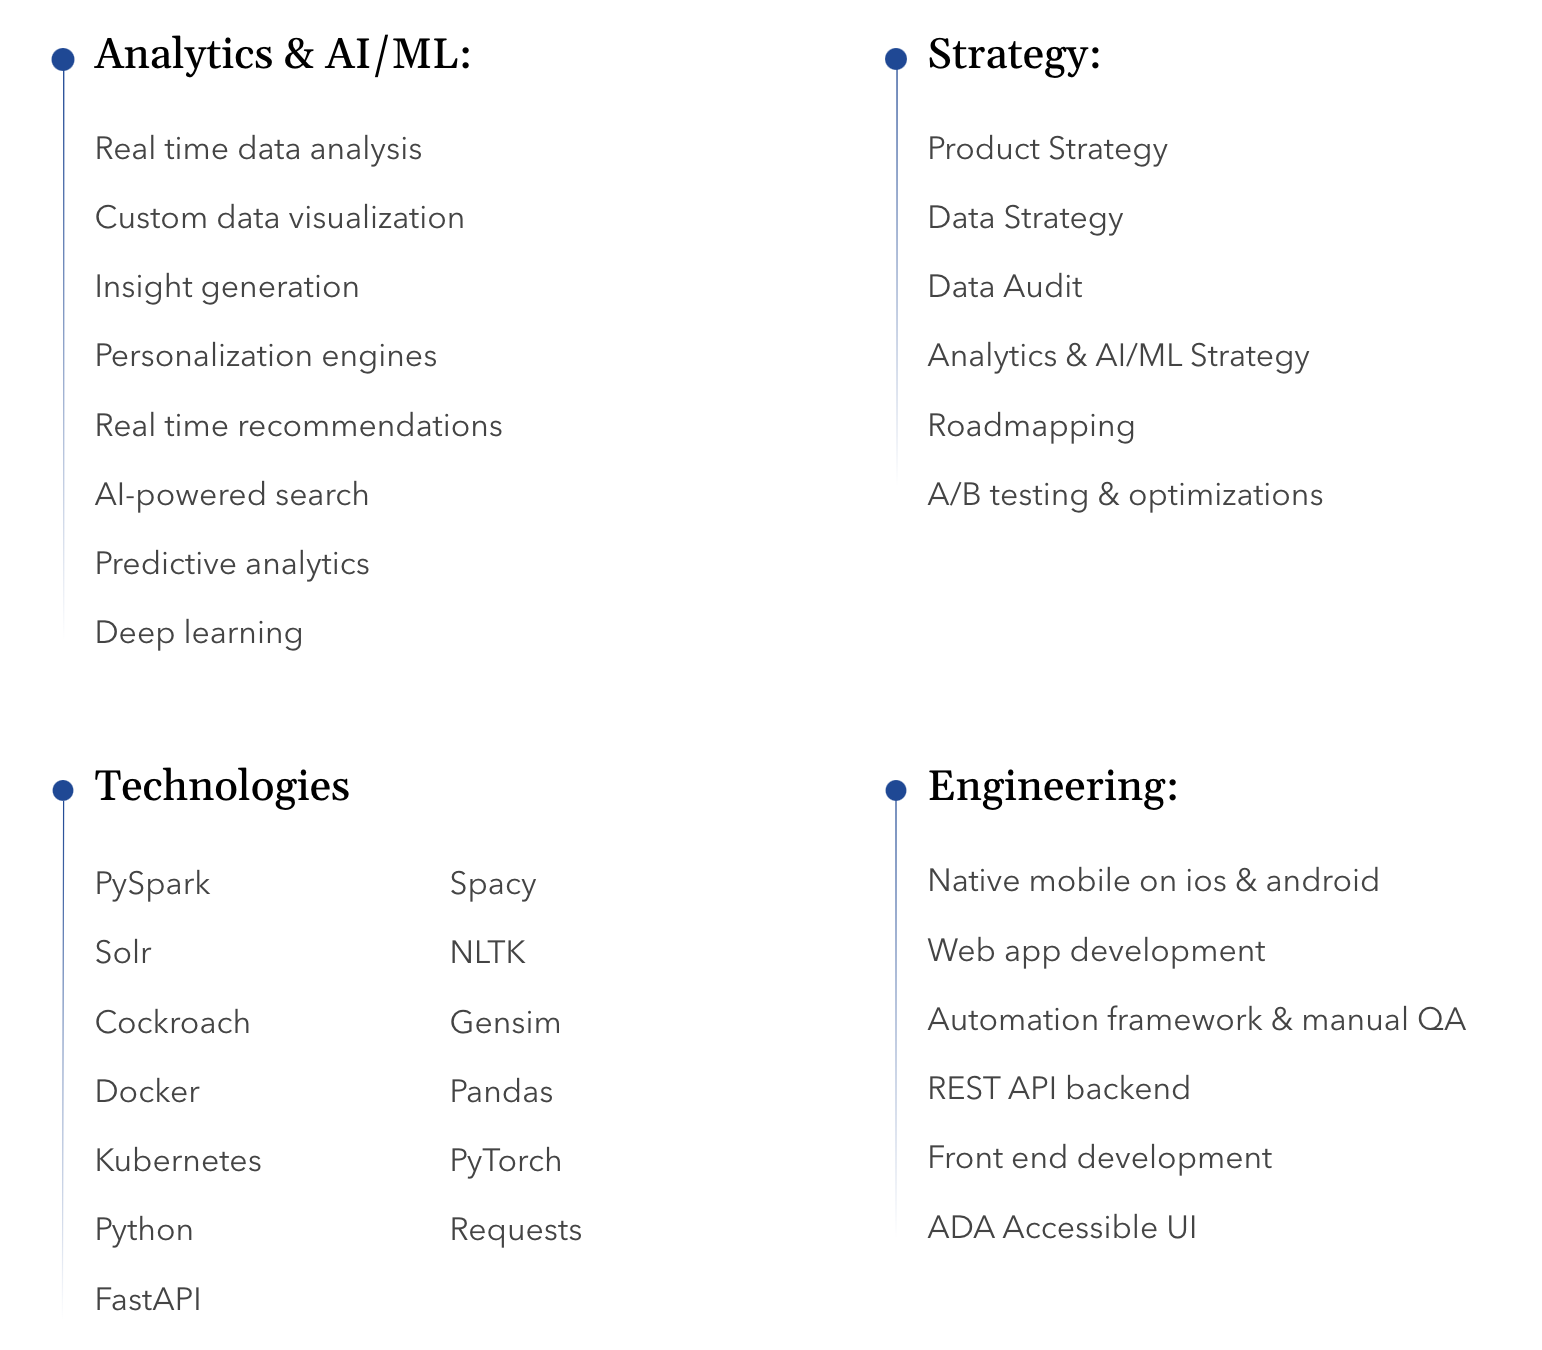 Analytics & AI/ML:
Real time data analysis
Custom data visualization
Insight generation
Personalization engines
Real time recommendations
AI-powered search
Predictive analytics
Deep learning
Strategy:
Product Strategy
Data Strategy
Data Audit
Analytics & AI/ML Strategy
Roadmapping
A/B testing & optimizations
Technologies
PySpark
Solr
Cockroach
Docker
Kubernetes
Python
FastAPI
Spacy
NLTK
Gensim
Pandas
PyTorch
Requests
Engineering:
Native mobile on ios & android
Web app development
Automation framework & manual QA
REST API backend
Front end development
ADA Accessible UI